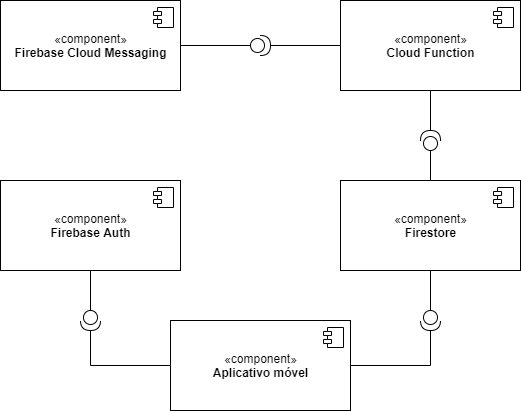 «component»
Firebase Cloud Messaging
«component»
Cloud Function
«component»
Firebase Auth
«component»
Firestore
«component»
Aplicativo móvel